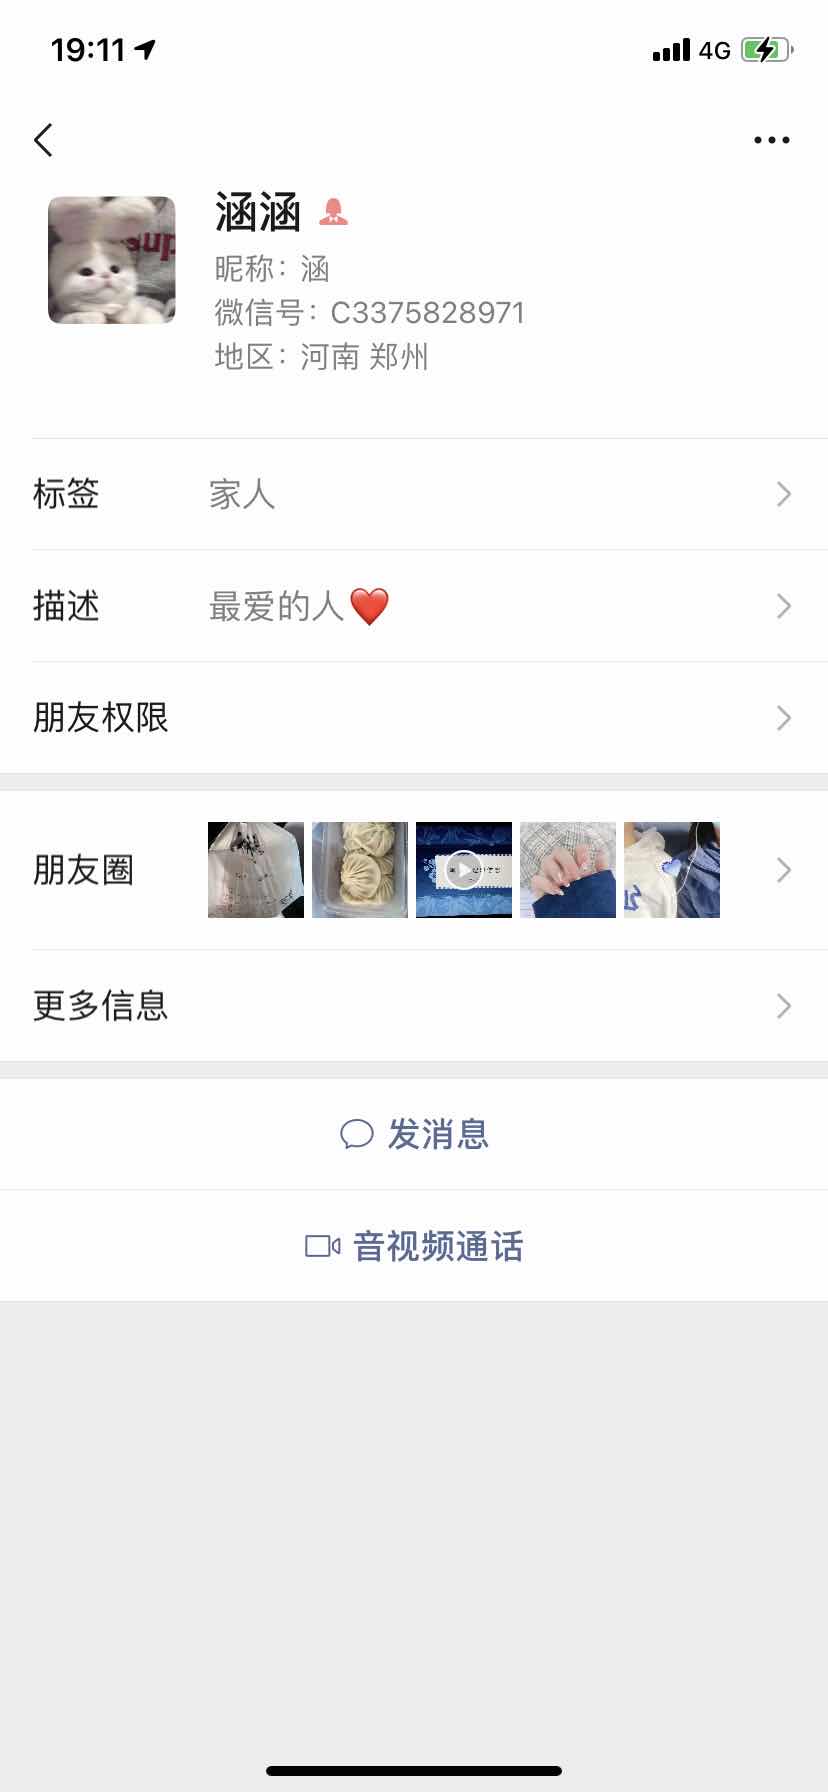 19:11
4G
涵涵
sup
昵称：涵
微信号：C3375828971
地区：河南 郑州
标签 家人
描述 最爱的人❤️
朋友权限
朋友圈
更多信息
发消息
音视频通话